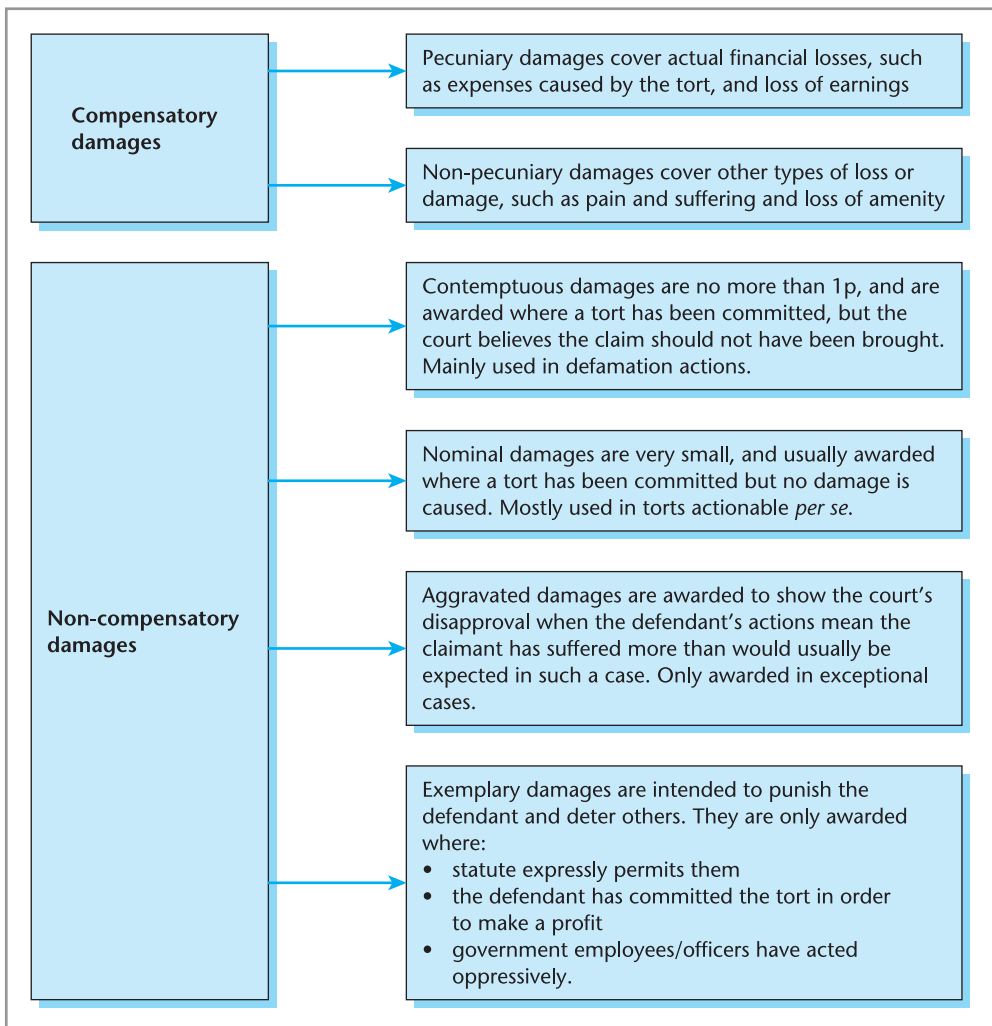 Compensatory
damages
Pecuniary damages cover actual financial losses, such
as expenses caused by the tort, and loss of earnings
Non-pecuniary damages cover other types of loss or
damage, such as pain and suffering and loss of amenity
Non-compensatory
damages
Contemptuous damages are no more than 1p, and are
awarded where a tort has been committed, but the
court believes the claim should not have been brought.
Mainly used in defamation actions.
Nominal damages are very small, and usually awarded
where a tort has been committed but no damage is
caused. Mostly used in torts actionable per se.
Aggravated damages are awarded to show the court’s
disapproval when the defendant’s actions mean the
claimant has suffered more than would usually be
expected in such a case. Only awarded in exceptional
cases.
Exemplary damages are intended to punish the
defendant and deter others. They are only awarded
where:
• statute expressly permits them
• the defendant has committed the tort in order
to make a profit
• government employees/officers have acted
oppressively.